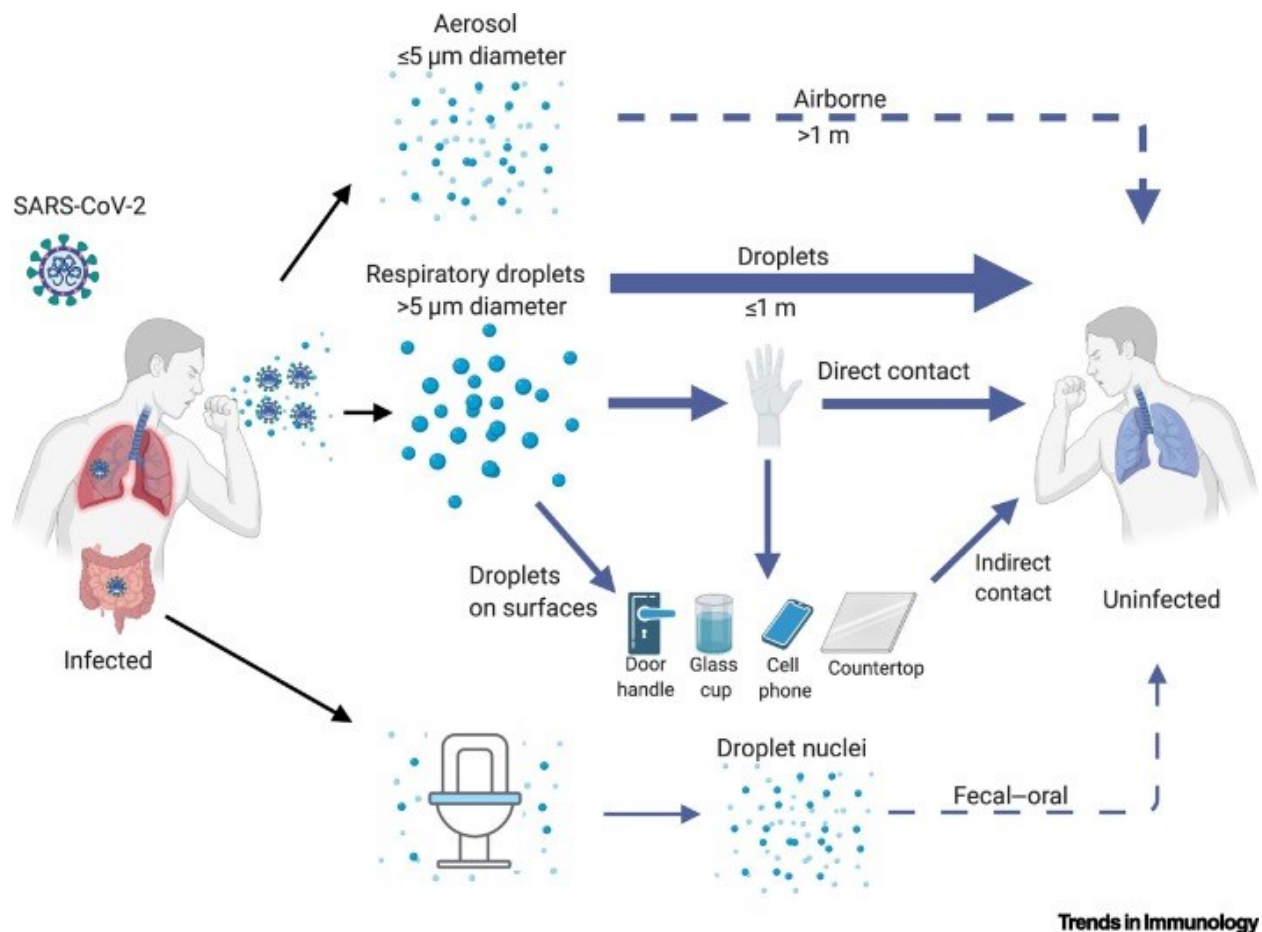 Aerosol
≤5 μm diameter
Airborne
>1 m
SARS-CoV-2
Respiratory droplets
>5 μm diameter
Droplets
≤1 m
Direct contact
Droplets
on surfaces
Indirect
contact
Door
handle
Glass
cup
Cell
phone
Countertop
Uninfected
Infected
Droplet nuclei
Fecal–oral
Trends in Immunology